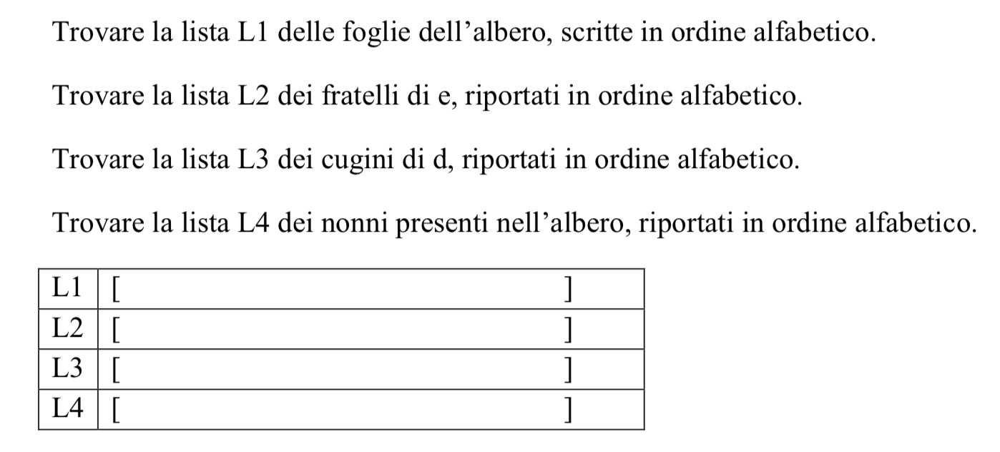 Trovare la lista L1 delle foglie dell’albero, scritte in ordine alfabetico.
Trovare la lista L2 dei fratelli di e, riportati in ordine alfabetico.
Trovare la lista L3 dei cugini di d, riportati in ordine alfabetico.
Trovare la lista L4 dei nonni presenti nell’albero, riportati in ordine alfabetico.
L1 [ ]
L2 [ ]
L3 [ ]
L4 [ ]